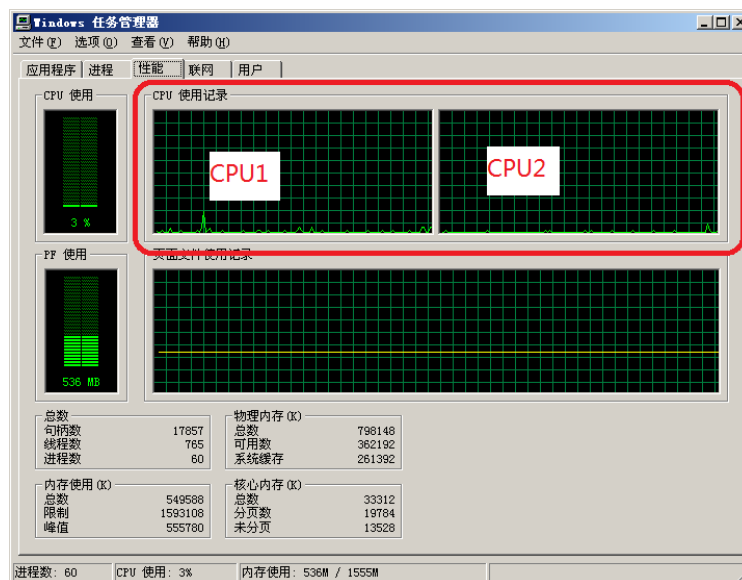 Windows 任务管理器
文件(F) 选项(O) 查看(V) 帮助(H)
应用程序 进程 性能 联网 用户
CPU 使用 CPU 使用记录
CPU1 CPU2
3 %
PF 使用 页面文件使用记录
536 MB
总数 物理内存(K)
句柄数 17857 总数 798148
线程数 765 可用数 362192
进程数 60 系统缓存 261392
内存使用(K) 核心内存(K)
总数 549588 总数 33312
限制 1593108 分页数 19784
峰值 555780 未分页 13528
进程数: 60 CPU 使用: 3% 内存使用: 536M / 1555M